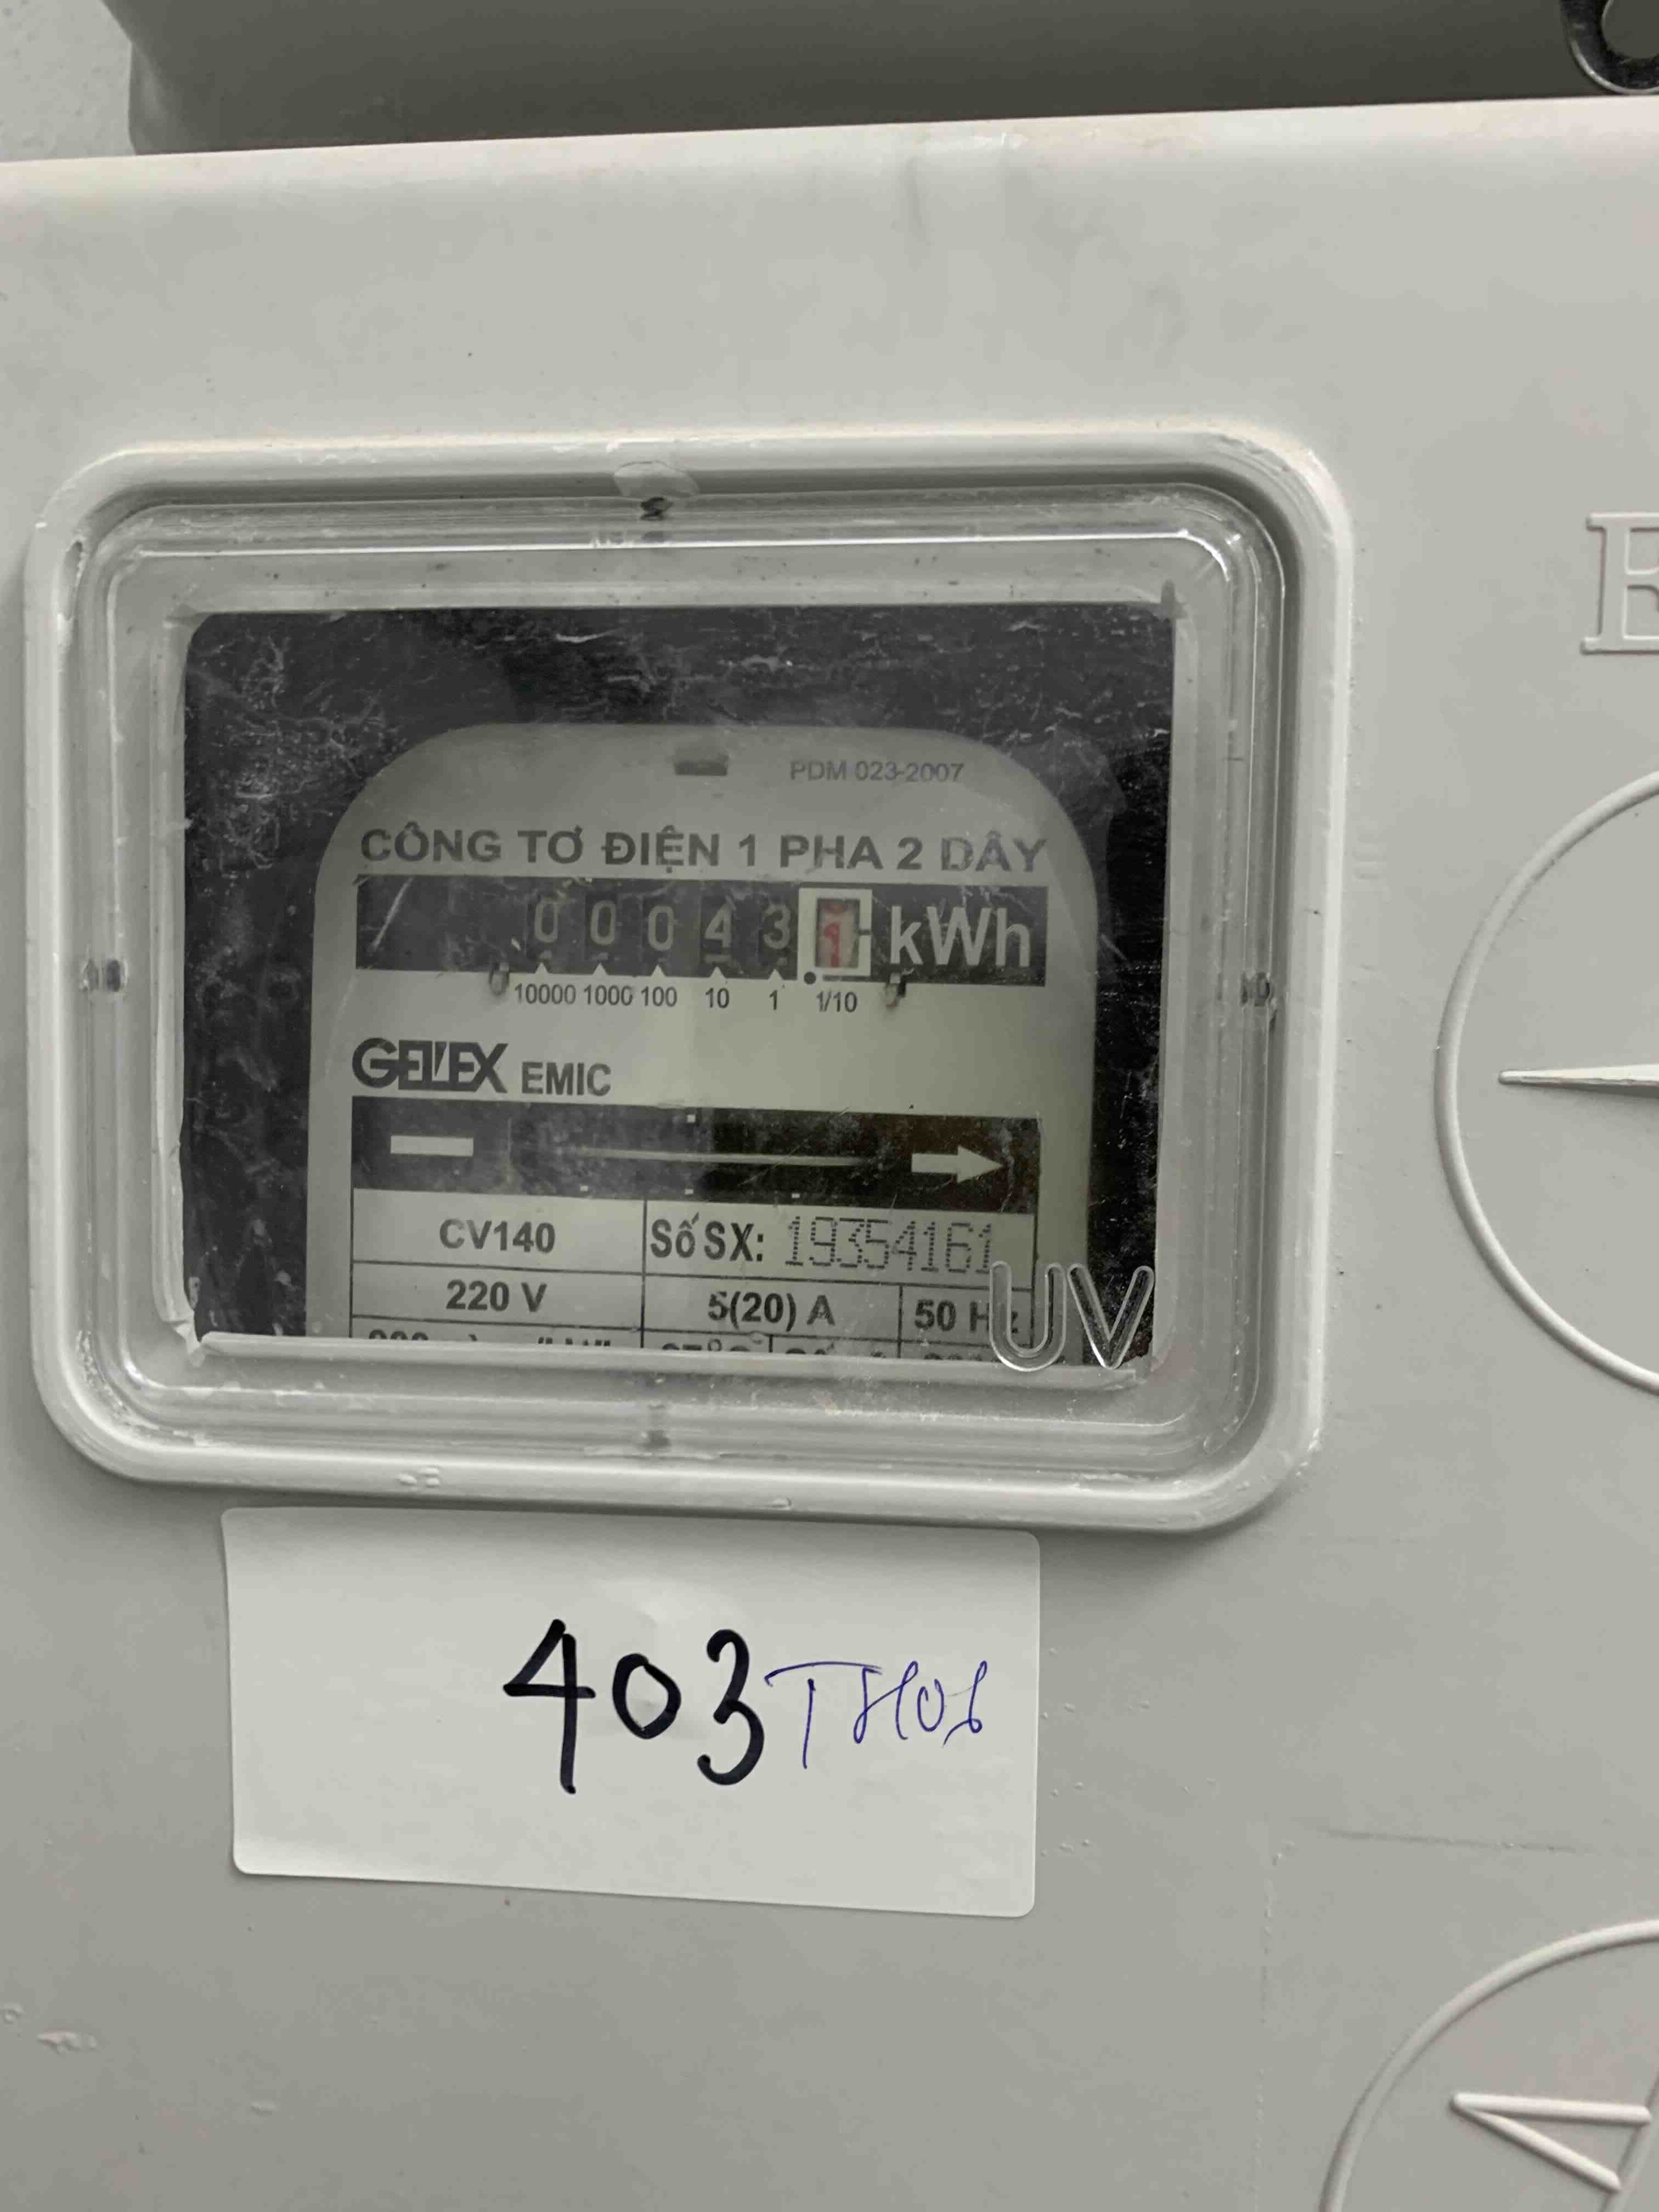 PDM 023-2007
CÔNG TƠ ĐIỆN 1 PHA 2 DÂY
0 0 0 4 3 1 kWh
10000 1000 100 10 1 1/10
GELEX EMIC
CV140 Số SX: 19354161
220 V 5(20) A 50 Hz
UV
403
E